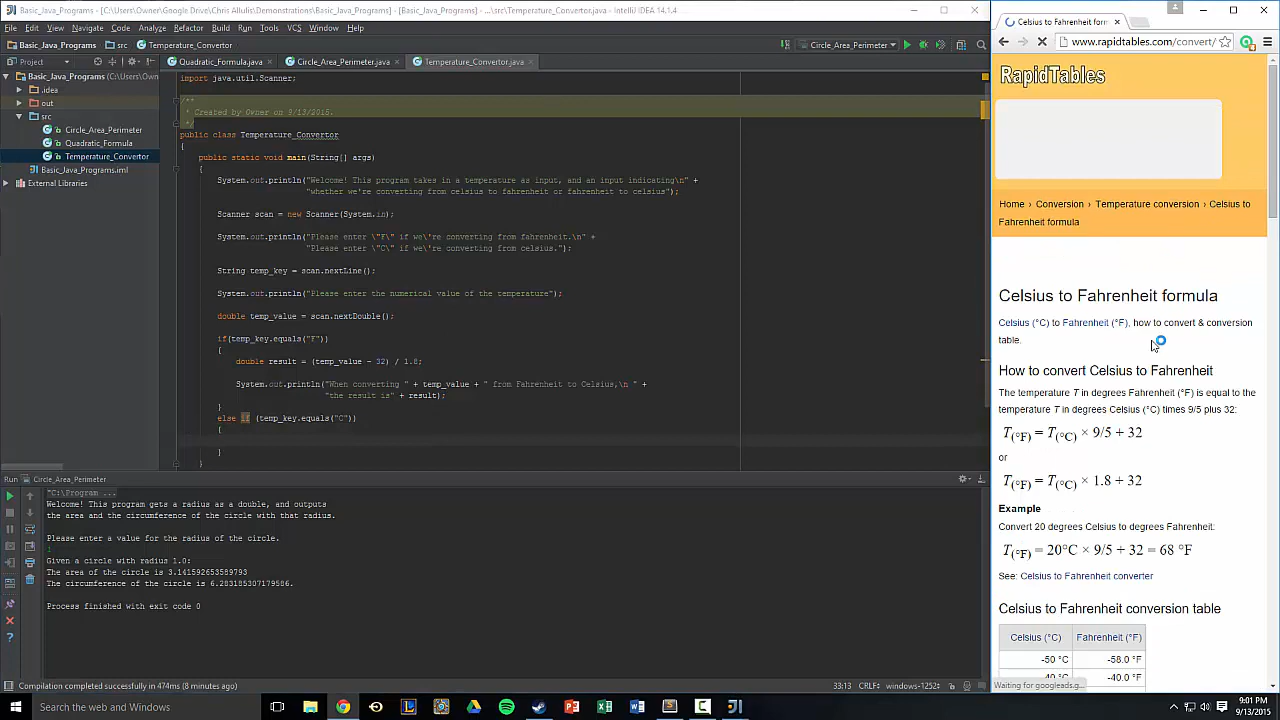 Basic_Java_Programs - [C:\Users\Owner\Google Drive\Chris Allulis\Demonstrations\Basic_Java_Programs] - [Basic_Java_Programs] - ...\src\Temperature_Convertor.java - IntelliJ IDEA 14.1.4
File Edit View Navigate Code Analyze Refactor Build Run Tools VCS Window Help
Basic_Java_Programs src Temperature_Convertor
Circle_Area_Perimeter
Project
Quadratic_Formula.java Circle_Area_Perimeter.java Temperature_Convertor.java
Basic_Java_Programs (C:\Users\Owne
.idea
out
src
Circle_Area_Perimeter
Quadratic_Formula
Temperature_Convertor
Basic_Java_Programs.iml
External Libraries
import java.util.Scanner;
/**
* Created by Owner on 9/13/2015.
*/
public class Temperature_Convertor
{
public static void main(String[] args)
{
System.out.println("Welcome! This program takes in a temperature as input, and an input indicating\n" +
"whether we're converting from celsius to fahrenheit or fahrenheit to celsius");
Scanner scan = new Scanner(System.in);
System.out.println("Please enter \"F\" if we\'re converting from fahrenheit.\n" +
"Please enter \"C\" if we\'re converting from celsius.");
String temp_key = scan.nextLine();
System.out.println("Please enter the numerical value of the temperature");
double temp_value = scan.nextDouble();
if(temp_key.equals("F"))
{
double result = (temp_value - 32) / 1.8;
System.out.println("When converting " + temp_value + " from Fahrenheit to Celsius,\n " +
"the result is" + result);
}
else if (temp_key.equals("C"))
{
}
}
Run Circle_Area_Perimeter
"C:\Program ...
Welcome! This program gets a radius as a double, and outputs
the area and the circumference of the circle with that radius.
Please enter a value for the radius of the circle.
1
Given a circle with radius 1.0:
The area of the circle is 3.141592653589793
The circumference of the circle is 6.283185307179586.
Process finished with exit code 0
Compilation completed successfully in 474ms (8 minutes ago)
33:13 CRLF÷ windows-1252÷
Celsius to Fahrenheit form
www.rapidtables.com/convert/
RapidTables
Home › Conversion › Temperature conversion › Celsius to
Fahrenheit formula
Celsius to Fahrenheit formula
Celsius (°C) to Fahrenheit (°F), how to convert & conversion
table.
How to convert Celsius to Fahrenheit
The temperature T in degrees Fahrenheit (°F) is equal to the
temperature T in degrees Celsius (°C) times 9/5 plus 32:
T(°F) = T(°C) × 9/5 + 32
or
T(°F) = T(°C) × 1.8 + 32
Example
Convert 20 degrees Celsius to degrees Fahrenheit:
T(°F) = 20°C × 9/5 + 32 = 68 °F
See: Celsius to Fahrenheit converter
Celsius to Fahrenheit conversion table
Celsius (°C) Fahrenheit (°F)
-50 °C -58.0 °F
-40 °C -40.0 °F
Waiting for googleads.g...
Search the web and Windows
9:01 PM
9/13/2015